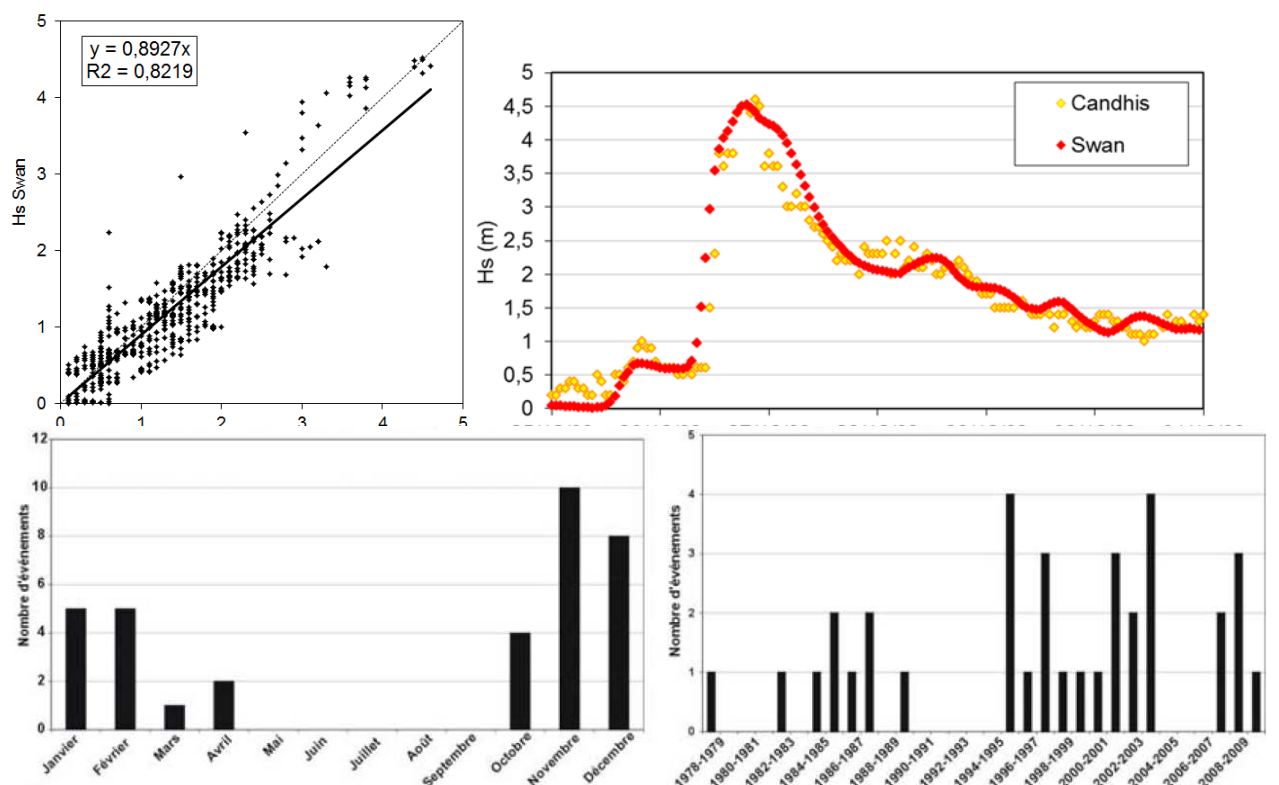 5
4
3
2
1
0
Hs Swan
y = 0,8927x
R2 = 0,8219
0
1
2
3
4
5
5
4,5
4
3,5
3
2,5
2
1,5
1
0,5
0
Hs (m)
Candhis
Swan
12
10
8
6
4
2
0
Nombre d'événements
Janvier
Février
Mars
Avril
Mai
Juin
Juillet
Août
Septembre
Octobre
Novembre
Décembre
5
4
3
2
1
0
Nombre d'événements
1978-1979
1980-1981
1982-1983
1984-1985
1986-1987
1988-1989
1990-1991
1992-1993
1994-1995
1996-1997
1998-1999
2000-2001
2002-2003
2004-2005
2006-2007
2008-2009